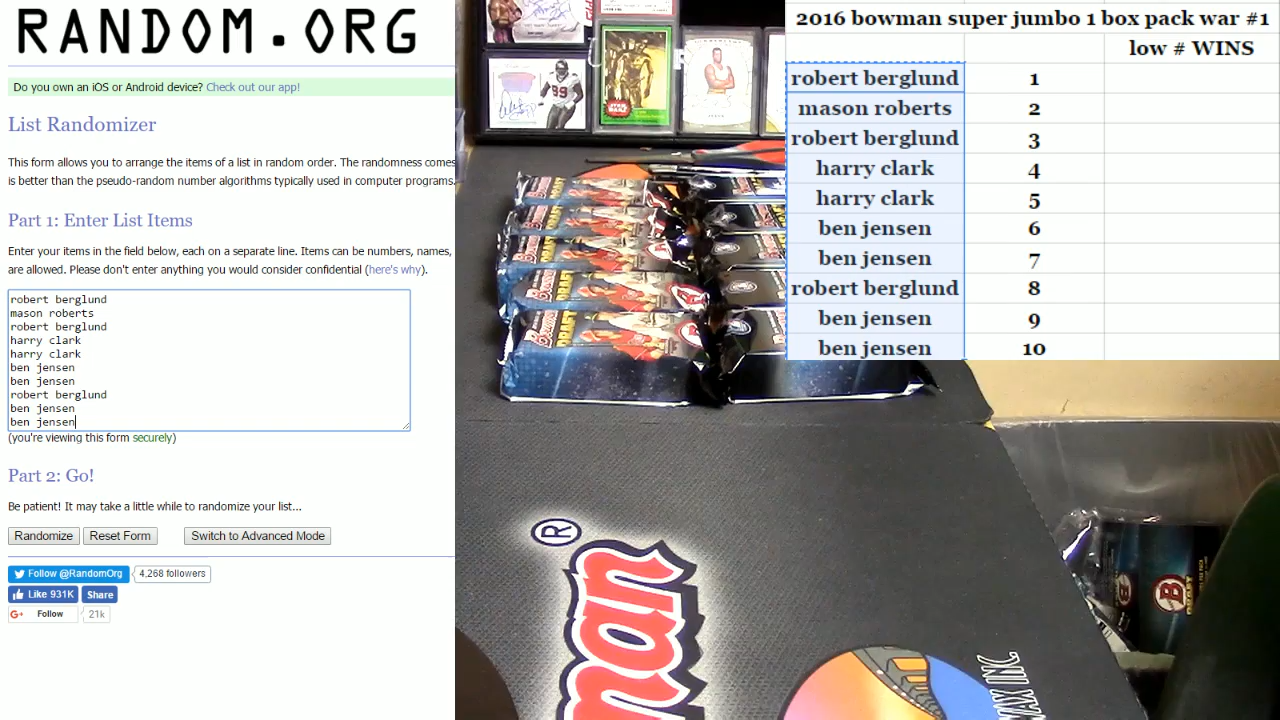 RANDOM.ORG
Do you own an iOS or Android device? Check out our app!
List Randomizer
This form allows you to arrange the items of a list in random order. The randomness comes
is better than the pseudo-random number algorithms typically used in computer programs.
Part 1: Enter List Items
Enter your items in the field below, each on a separate line. Items can be numbers, names,
are allowed. Please don't enter anything you would consider confidential (here's why).
robert berglund
mason roberts
robert berglund
harry clark
harry clark
ben jensen
ben jensen
robert berglund
ben jensen
ben jensen
(you're viewing this form securely)
Part 2: Go!
Be patient! It may take a little while to randomize your list...
Randomize Reset Form Switch to Advanced Mode
Follow @RandomOrg 4,268 followers
Like 931K Share
G+ Follow 21k
2016 bowman super jumbo 1 box pack war #1
low # WINS
robert berglund 1
mason roberts 2
robert berglund 3
harry clark 4
harry clark 5
ben jensen 6
ben jensen 7
robert berglund 8
ben jensen 9
ben jensen 10
99
STAR WARS
BOWMAN
DRAFT
B
®
man
WAX INC.